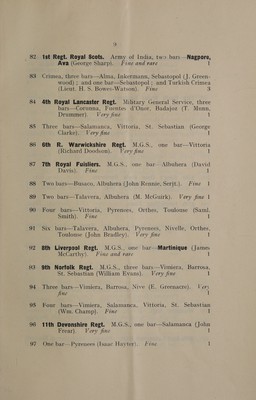 9
82 1st Regt. Royal Scots. Army of India, two bars—Nagpore,
Ava (George Sharp). Fine and rare 1
83 Crimea, three bars—Alma, Inkermann, Sebastopol (J. Green-
wood); and one bar—Sebastopol; and Turkish Crimea
(Lieut. H. S. Bowes-Watson) Fine 3
84 4th Royal Lancaster Regt. Military General Service, three
bars—Corunna, Fuentes d'Onor, Badajoz (T. Munn,
Drummer). Very fine 1
85 Three bars—Salamanca, Vittoria, St. Sebastian (George
Clarke). Very fine 1
86 6th R. Warwickshire Regt. M.G.S., one bar—Vittoria
(Richard Doodson). Very fine 1
87 7th Royal Fusiliers. M.G.S., one bar—Albuhera (David
Davis). Fine 1
88 Two bars—Busaco, Albuhera (John Rennie, Serjt.). Fine 1
89 Two bars—Talavera, Albuhera (M. McGuirk). Very fine 1
90 Four bars—Vittoria, Pyrenees, Orthes, Toulouse (Saml.
Smith). Fine 1
91 Six bars—Talavera, Albuhera, Pyrenees, Nivelle, Orthes,
Toulouse (John Bradley). Very fine 1
92 8th Liverpool Regt. M.G.S., one bar—Martinique (James
McCarthy). Fine and rare 1
93 9th Norfolk Regt. M.G.S., three bars—Vimiera, Barrosa,
St. Sebastian (William Evans). Very fine 1
94 Three bars—Vimiera, Barrosa, Nive (E. Greenacre). Very
fine 1
95 Four bars—Vimiera, Salamanca, Vittoria, St. Sebastian
(Wm. Champ). Fine 1
96 11th Devonshire Regt. M.G.S., one bar—Salamanca (John
Frear). Very fine 1
97 One bar—Pyrenees (Isaac Hayter). Fine 1